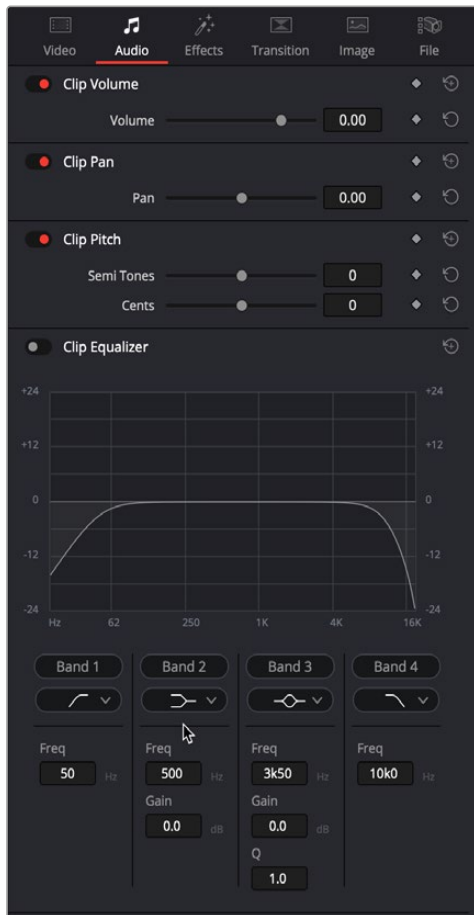 Video Audio Effects Transition Image File
Clip Volume
Volume 0.00
Clip Pan
Pan 0.00
Clip Pitch
Semi Tones 0
Cents 0
Clip Equalizer
+24 +24
+12 +12
0 0
-12 -12
-24 -24
Hz 62 250 1K 4K 16K
Band 1 Band 2 Band 3 Band 4
Freq Freq Freq Freq
50 Hz 500 Hz 3k50 Hz 10k0 Hz
Gain Gain
0.0 dB 0.0 dB
Q
1.0